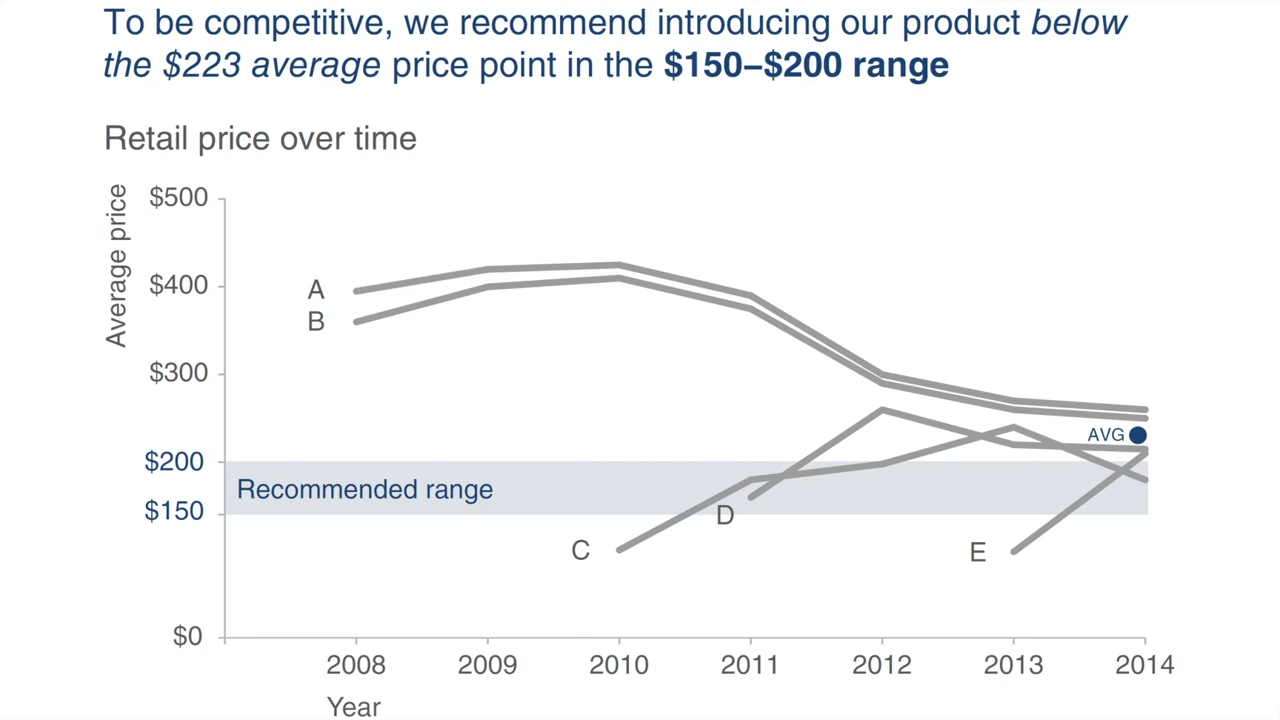 To be competitive, we recommend introducing our product below
the $223 average price point in the $150–$200 range
Retail price over time
Average price
$500
$400
$300
$200
$150
$0
A
B
C
D
E
AVG
Recommended range
2008 2009 2010 2011 2012 2013 2014
Year